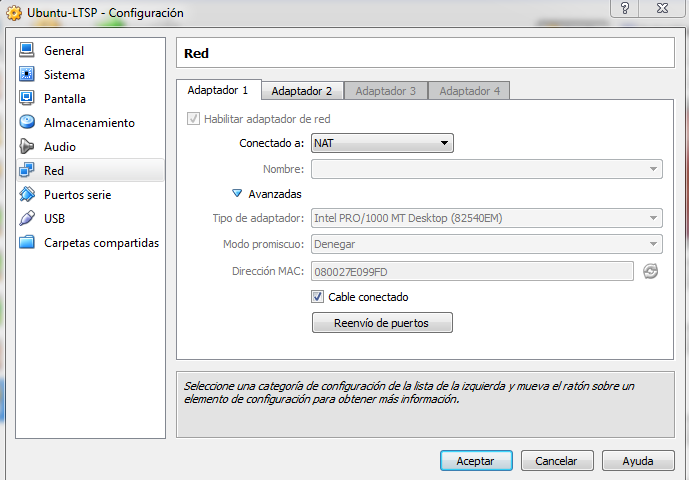 Ubuntu-LTSP - Configuración
?
General
Sistema
Pantalla
Almacenamiento
Audio
Red
Puertos serie
USB
Carpetas compartidas
Red
Adaptador 1 Adaptador 2 Adaptador 3 Adaptador 4
Habilitar adaptador de red
Conectado a: NAT
Nombre:
Avanzadas
Tipo de adaptador: Intel PRO/1000 MT Desktop (82540EM)
Modo promiscuo: Denegar
Dirección MAC: 080027E099FD
Cable conectado
Reenvío de puertos
Seleccione una categoría de configuración de la lista de la izquierda y mueva el ratón sobre un
elemento de configuración para obtener más información.
Aceptar Cancelar Ayuda